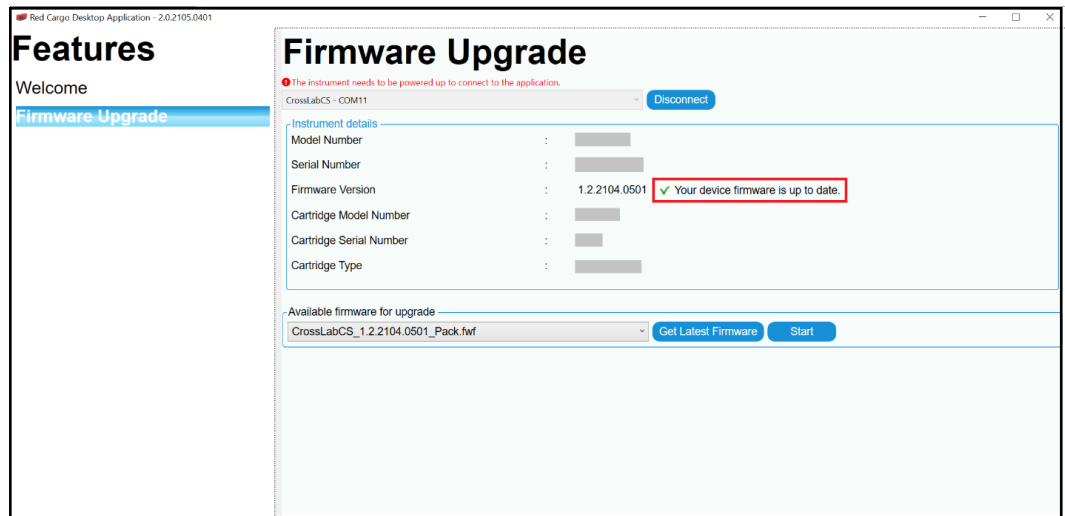 Red Cargo Desktop Application - 2.0.2105.0401
Features
Welcome
Firmware Upgrade
Firmware Upgrade
The instrument needs to be powered up to connect to the application.
CrossLabCS - COM11 Disconnect
Instrument details
Model Number :
Serial Number :
Firmware Version : 1.2.2104.0501 Your device firmware is up to date.
Cartridge Model Number :
Cartridge Serial Number :
Cartridge Type :
Available firmware for upgrade
CrossLabCS_1.2.2104.0501_Pack.fwf Get Latest Firmware Start